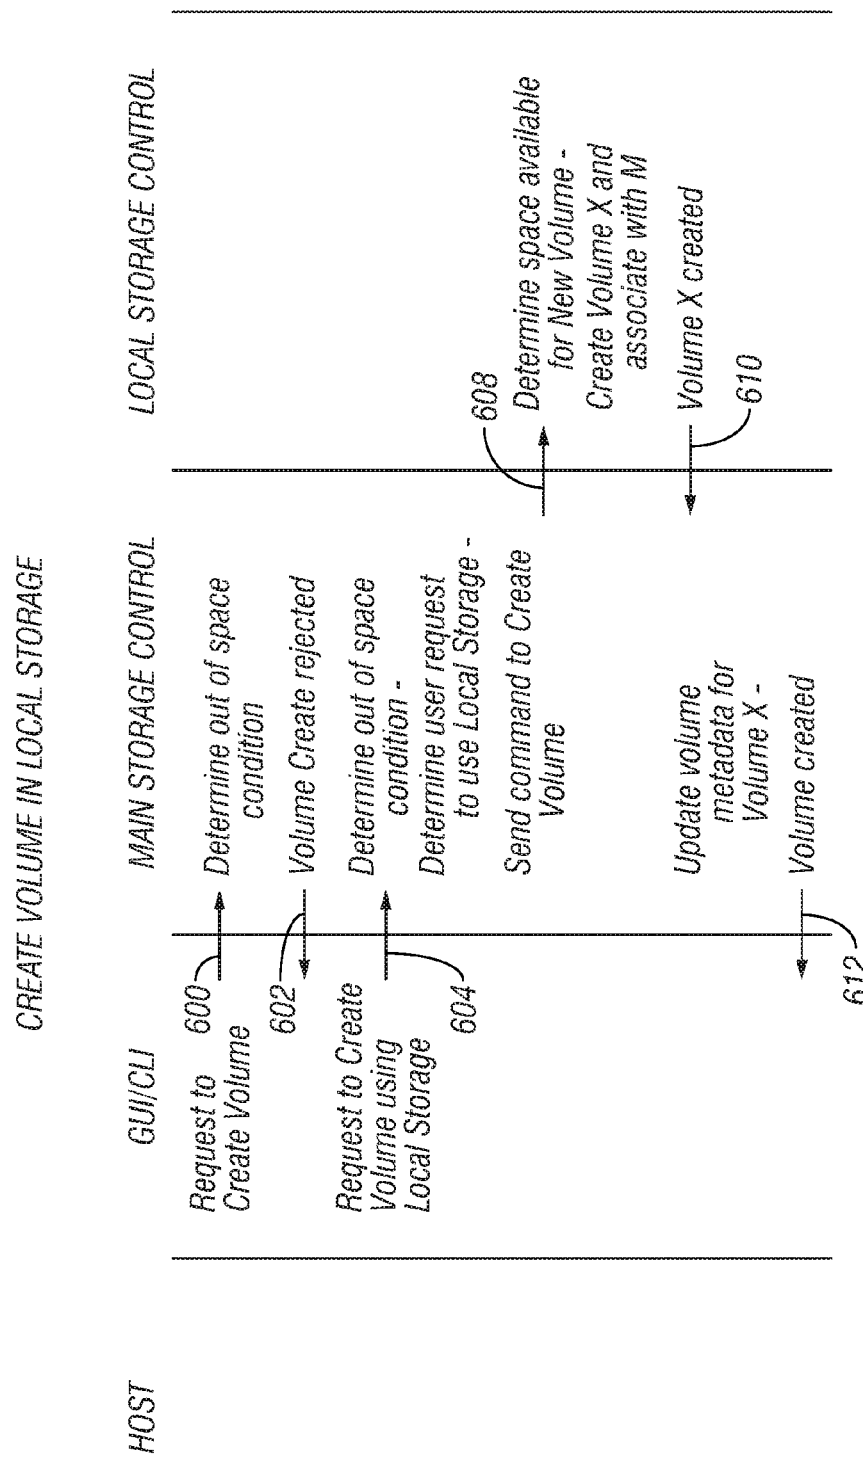 CREATE VOLUME IN LOCAL STORAGE
HOST
GUI/CLI
MAIN STORAGE CONTROL
LOCAL STORAGE CONTROL
Request to
Create Volume
600
Determine out of space
condition
602
Volume Create rejected
Request to Create
Volume using
Local Storage
604
Determine out of space
condition -
Determine user request
to use Local Storage -
Send command to Create
Volume
608
Determine space available
for New Volume -
Create Volume X and
associate with M
Volume X created
610
Update volume
metadata for
Volume X -
Volume created
612